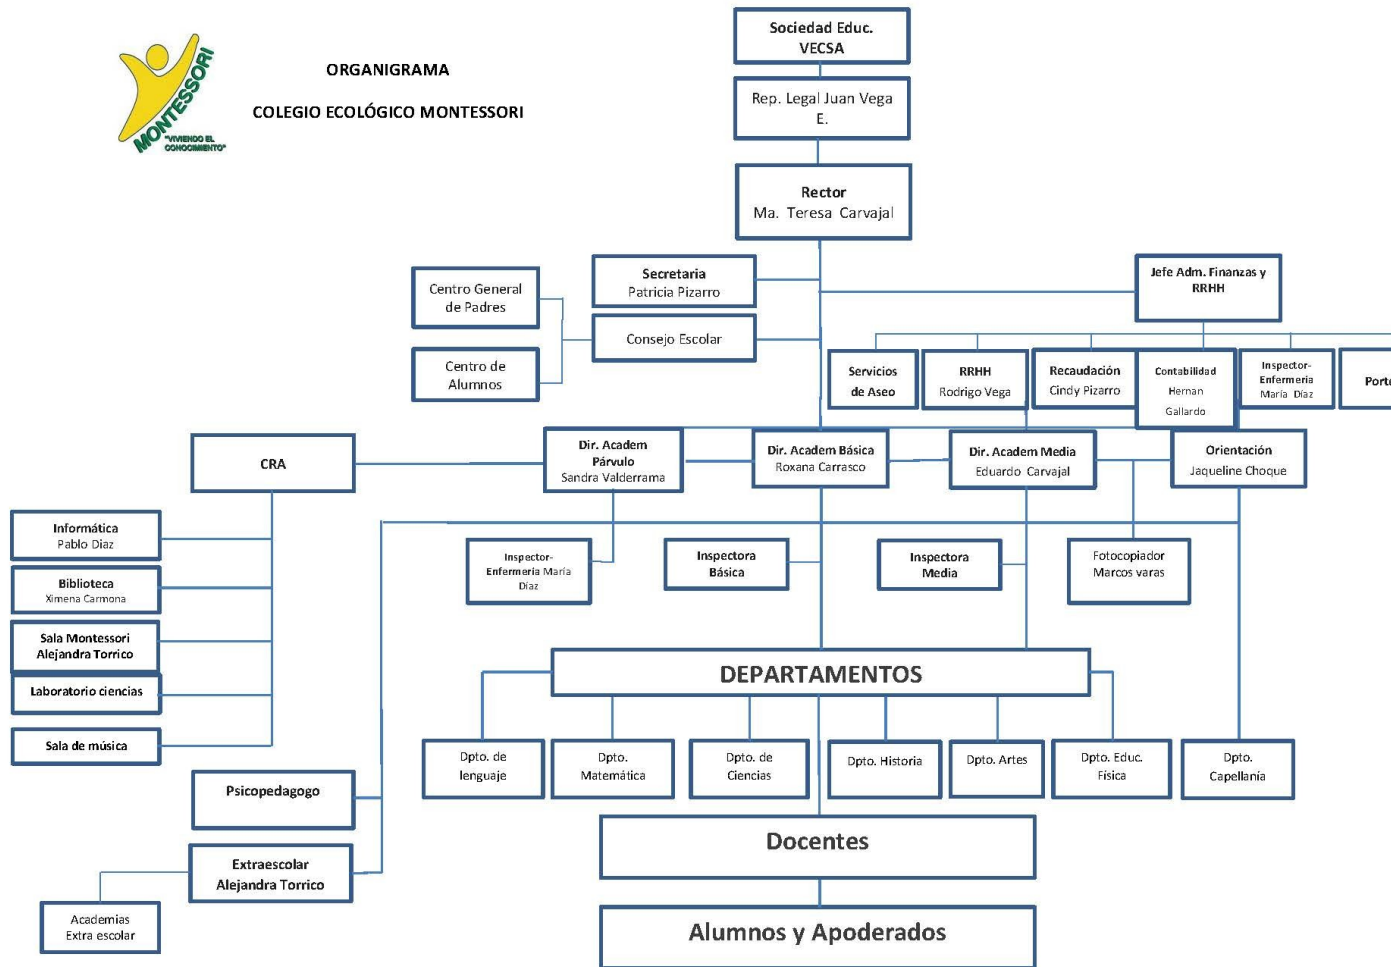 MONTESSORI
"VIVIENDO EL
CONOCIMIENTO"
ORGANIGRAMA
COLEGIO ECOLÓGICO MONTESSORI
Sociedad Educ.
VECSA
Rep. Legal Juan Vega
E.
Rector
Ma. Teresa Carvajal
Secretaria
Patricia Pizarro
Jefe Adm. Finanzas y
RRHH
Centro General
de Padres
Consejo Escolar
Centro de
Alumnos
Servicios
de Aseo
RRHH
Rodrigo Vega
Recaudación
Cindy Pizarro
Contabilidad
Hernan
Gallardo
Inspector-
Enfermeria
María Díaz
Porte
CRA
Dir. Academ
Párvulo
Sandra Valderrama
Dir. Academ Básica
Roxana Carrasco
Dir. Academ Media
Eduardo Carvajal
Orientación
Jaqueline Choque
Informática
Pablo Diaz
Biblioteca
Ximena Carmona
Sala Montessori
Alejandra Torrico
Laboratorio ciencias
Sala de música
Inspector-
Enfermeria María
Díaz
Inspectora
Básica
Inspectora
Media
Fotocopiador
Marcos varas
DEPARTAMENTOS
Dpto. de
lenguaje
Dpto.
Matemática
Dpto. de
Ciencias
Dpto. Historia
Dpto. Artes
Dpto. Educ.
Física
Dpto.
Capellanía
Psicopedagogo
Extraescolar
Alejandra Torrico
Academias
Extra escolar
Docentes
Alumnos y Apoderados